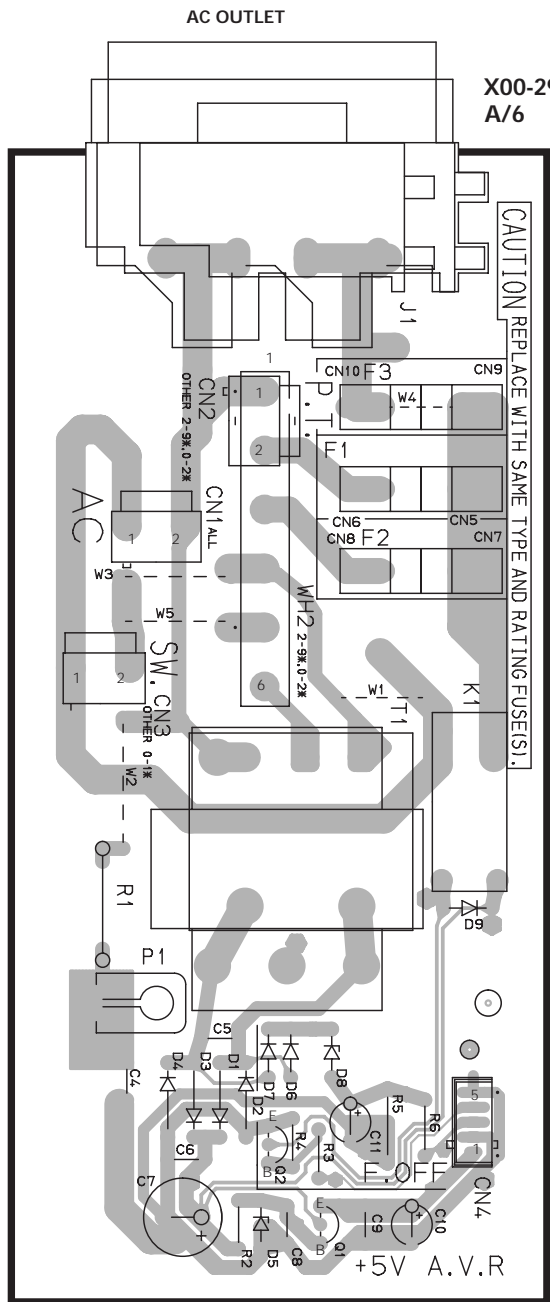 AC OUTLET
X00-29
A/6
CAUTION REPLACE WITH SAME TYPE AND RATING FUSE(S).
J1
1
CN10 F3 CN9
CN2
OTHER 2-9*.0-2*
1
P.T.
W4
2
F1
AC
CN1 ALL
1 2
CN6 CN5
CN8 F2 CN7
W3
WH2
2-9*.0-2*
W5
SW.
CN3
OTHER 0-1*
1 2
6
W1
T1
K1
W2
R1
D9
P1
C5
D4
D3
D1
D7
D6
D8
C4
D2
C11
R5
R6
5
E
R4
R3
C6
Q2
B
1
F.OFF
CN4
C7
E
R2
D5
C8
Q1
B
C9
C10
+5V A.V.R